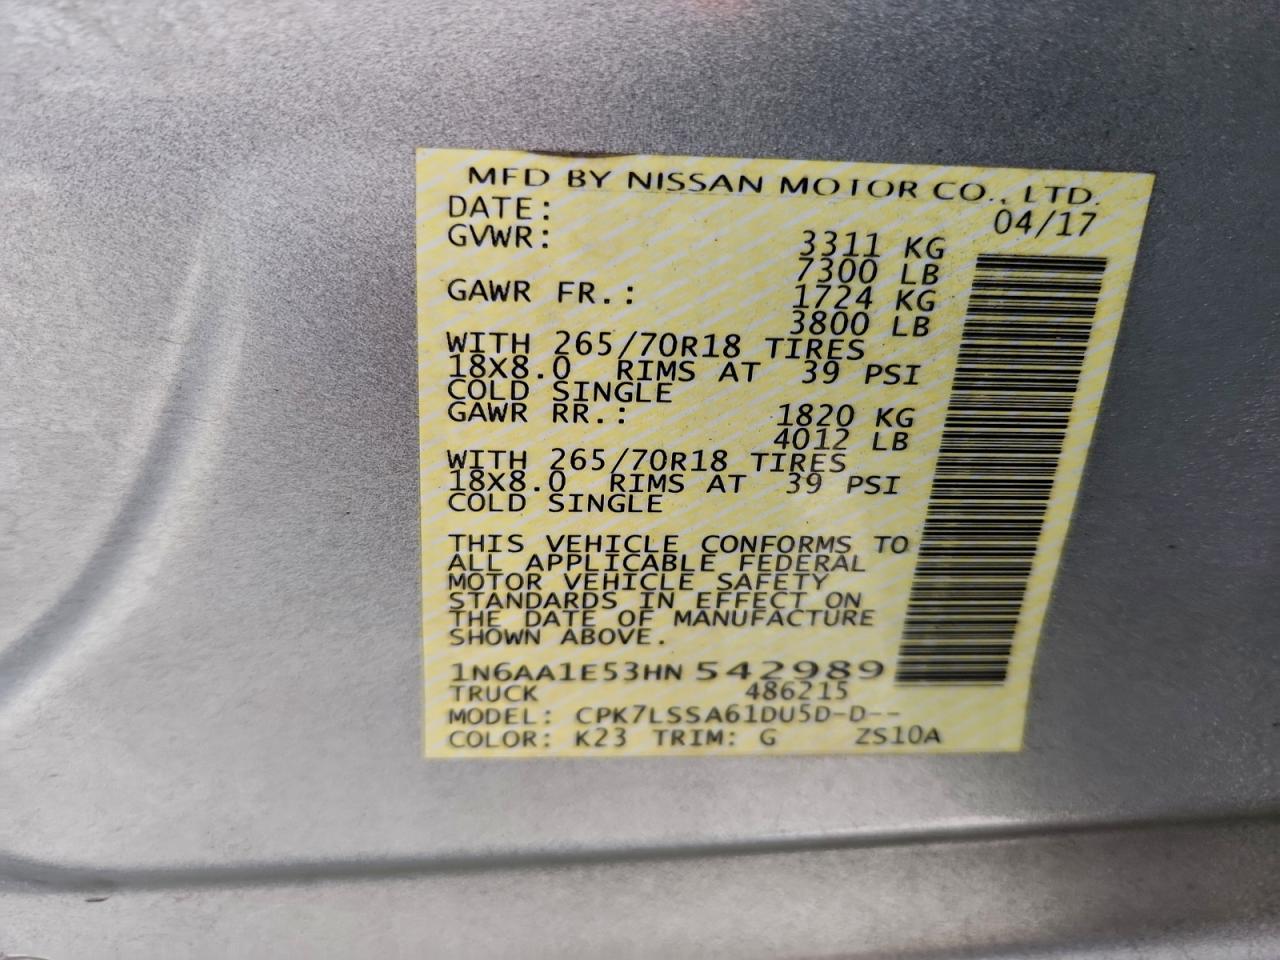 MFD BY NISSAN MOTOR CO., LTD.
DATE: 04/17
GVWR: 3311 KG
7300 LB
GAWR FR.: 1724 KG
3800 LB
WITH 265/70R18 TIRES
18X8.0 RIMS AT 39 PSI
COLD SINGLE
GAWR RR.: 1820 KG
4012 LB
WITH 265/70R18 TIRES
18X8.0 RIMS AT 39 PSI
COLD SINGLE
THIS VEHICLE CONFORMS TO
ALL APPLICABLE FEDERAL
MOTOR VEHICLE SAFETY
STANDARDS IN EFFECT ON
THE DATE OF MANUFACTURE
SHOWN ABOVE.
1N6AA1E53HN542989
TRUCK 486215
MODEL: CPK7LSSA61DU5D-D--
COLOR: K23 TRIM: G ZS10A